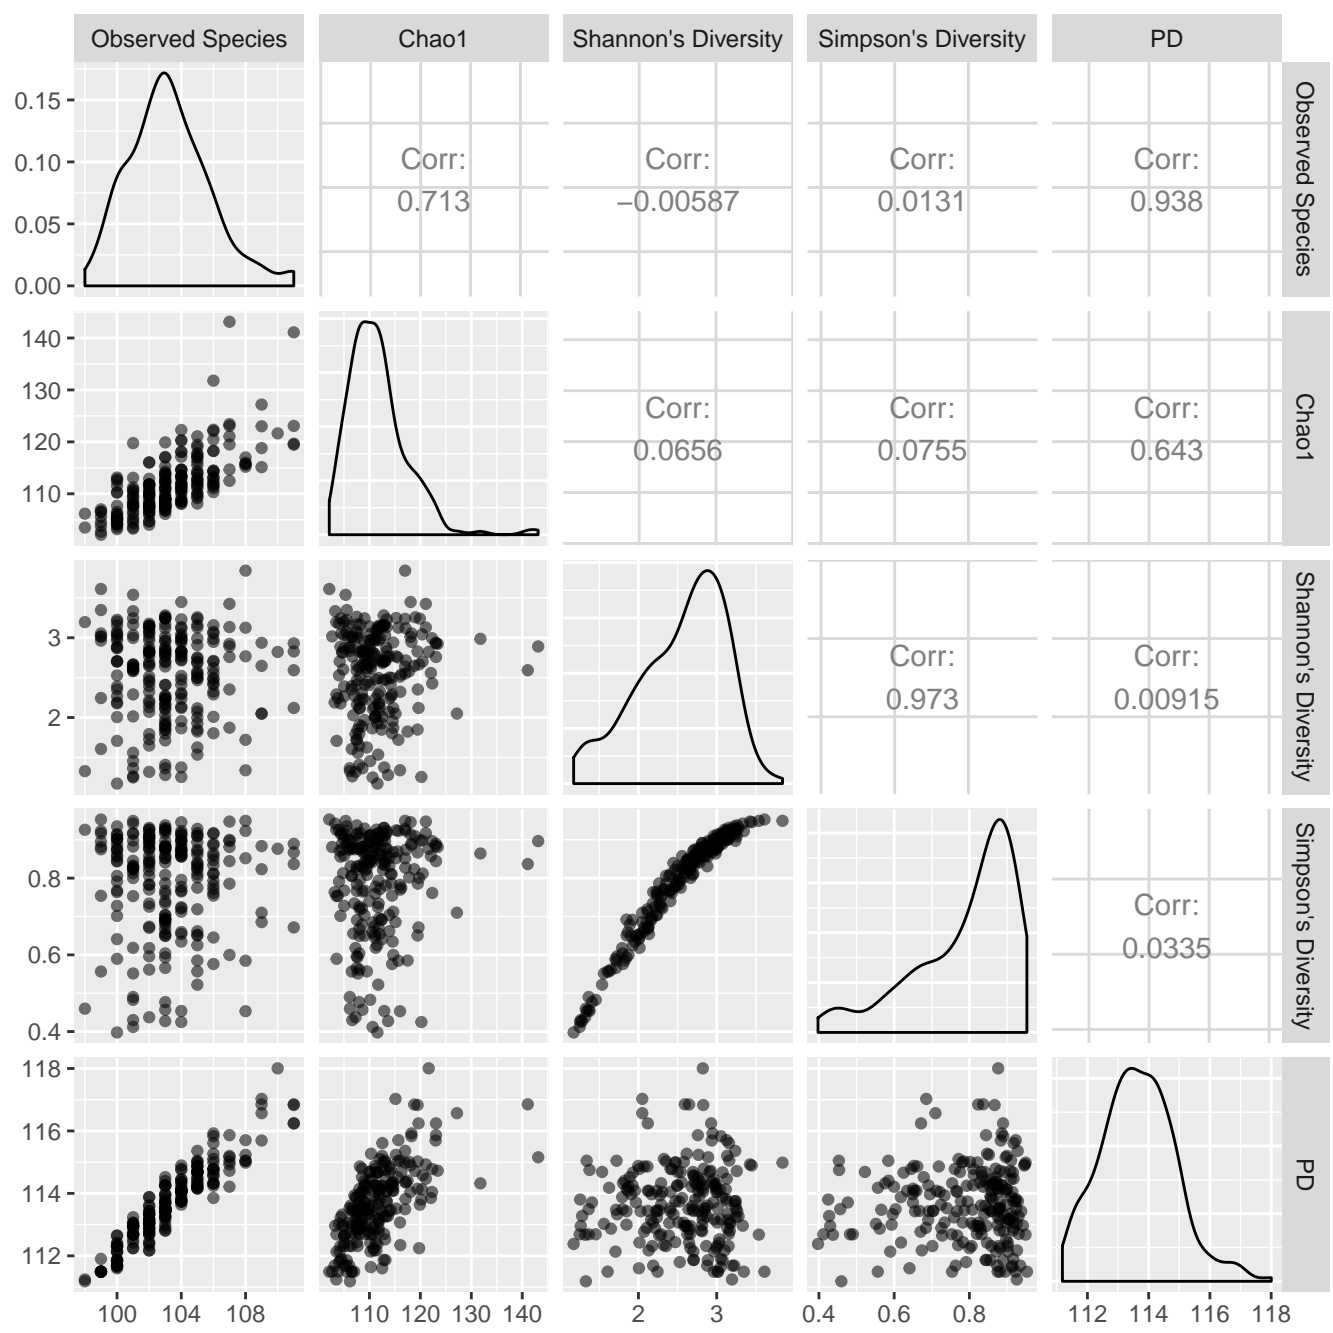 Observed Species Chao1 Shannon's Diversity Simpson's Diversity PD
0.15
0.10
0.05
0.00
Corr:
0.713
Corr:
−0.00587
Corr:
0.0131
Corr:
0.938
Observed Species
140
130
120
110
Corr:
0.0656
Corr:
0.0755
Corr:
0.643
Chao1
3
2
Corr:
0.973
Corr:
0.00915
Shannon's Diversity
0.8
0.6
0.4
Corr:
0.0335
Simpson's Diversity
118
116
114
112
PD
100 104 108 110 120 130 140 2 3 0.4 0.6 0.8 112 114 116 118